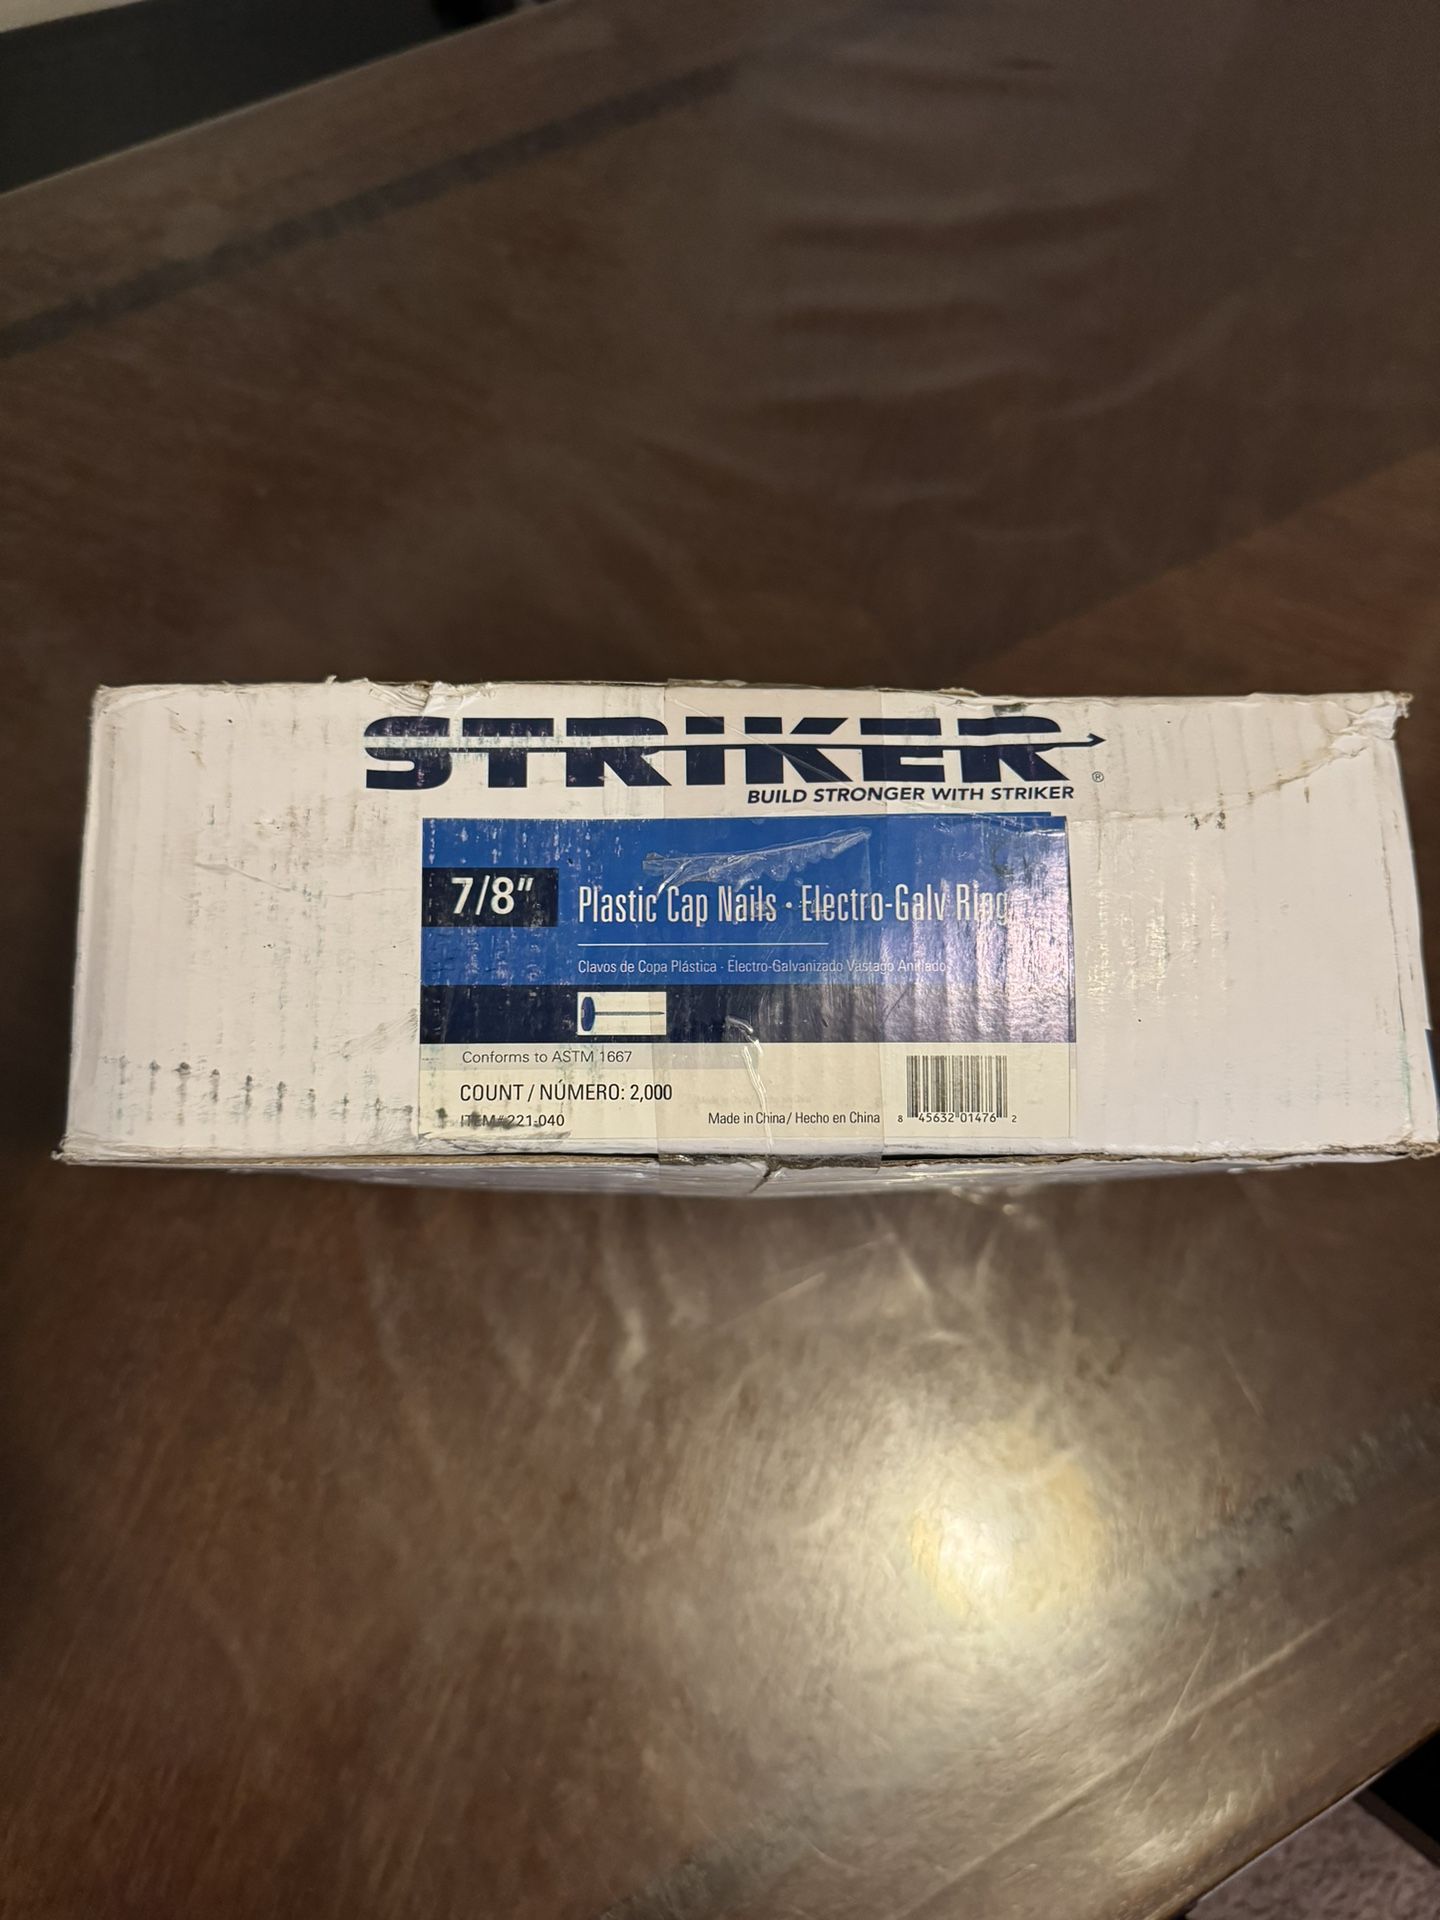 STRIKER
®
BUILD STRONGER WITH STRIKER
7/8"
Plastic Cap Nails · Electro-Galv Ring
Clavos de Copa Plástica · Electro-Galvanizado Vástago Anillado
Conforms to ASTM 1667
COUNT / NÚMERO: 2,000
ITEM# 221-040
Made in China / Hecho en China
8 45632 01476 2